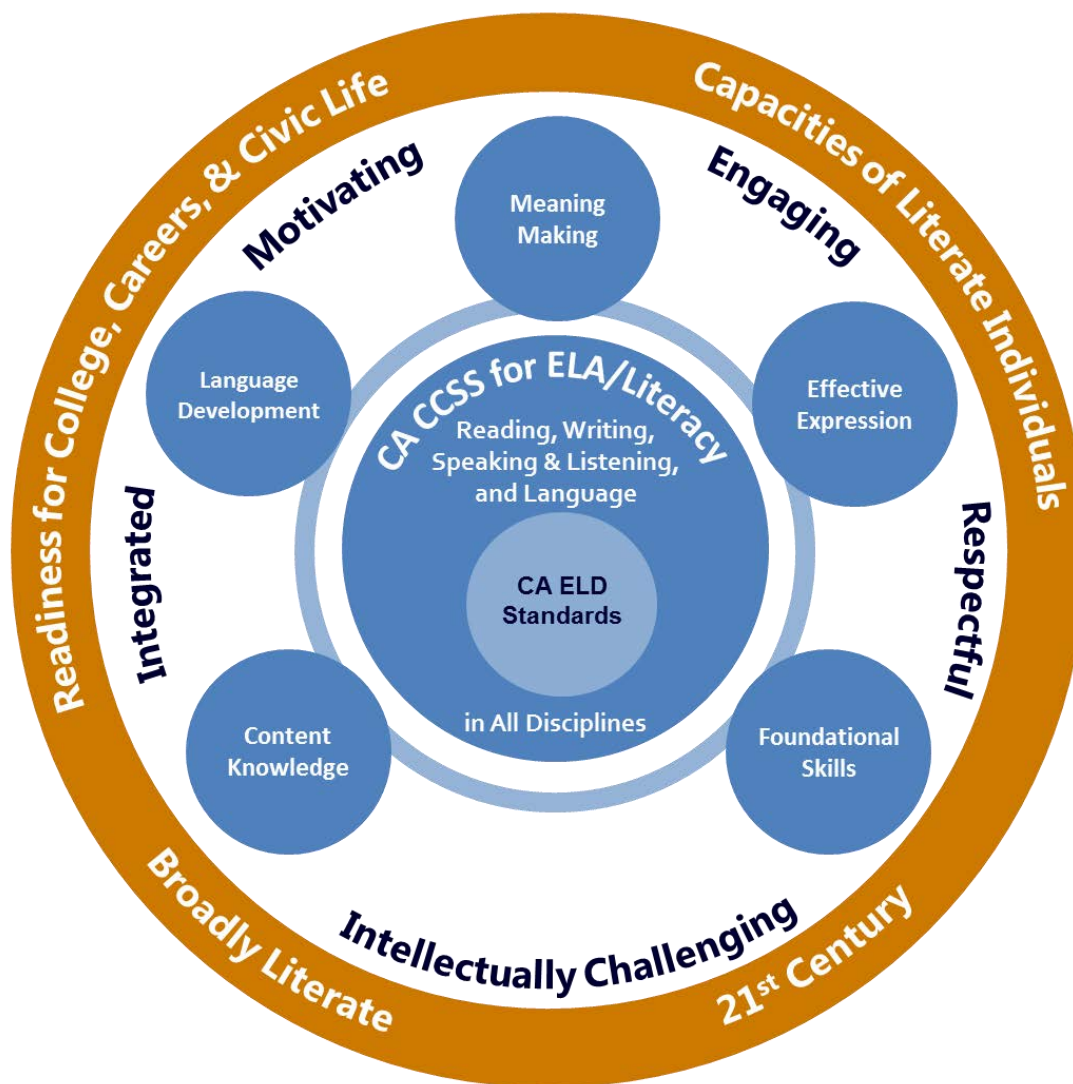 Readiness for College, Careers, & Civic Life
Capacities of Literate Individuals
Motivating
Engaging
Meaning
Making
Language
Development
Effective
Expression
CA CCSS for ELA/Literacy
Reading, Writing,
Speaking & Listening,
and Language
CA ELD
Standards
in All Disciplines
Integrated
Respectful
Content
Knowledge
Foundational
Skills
Intellectually Challenging
Broadly Literate
21st Century